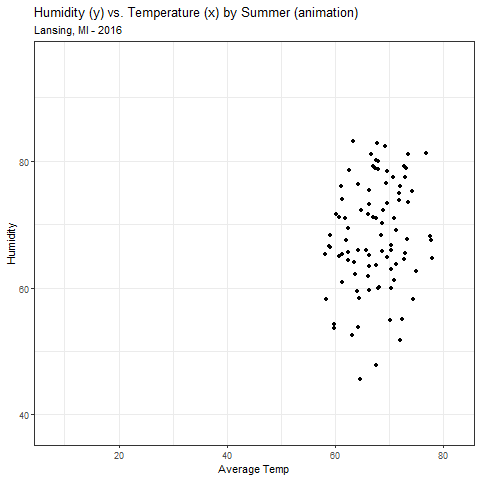 Humidity (y) vs. Temperature (x) by Summer (animation)
Lansing, MI - 2016
80
60
40
Humidity
20
40
60
80
Average Temp